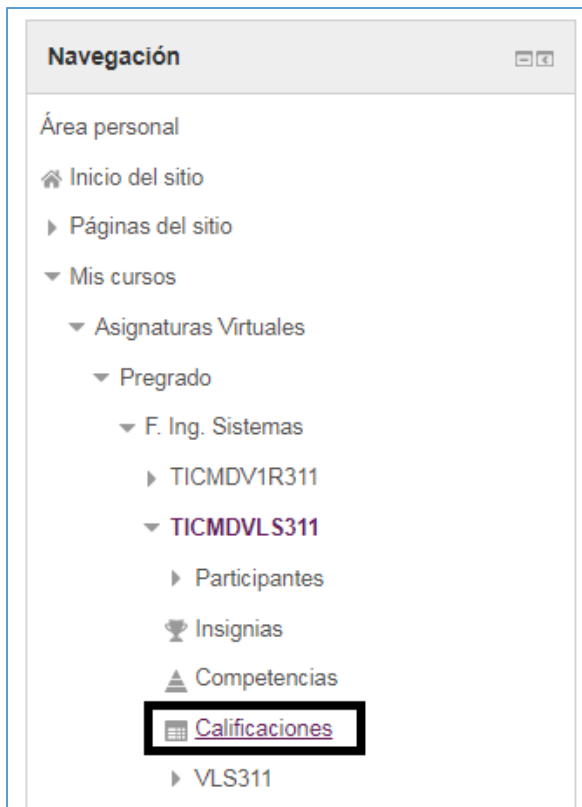 Navegación
Área personal
Inicio del sitio
Páginas del sitio
Mis cursos
Asignaturas Virtuales
Pregrado
F. Ing. Sistemas
TICMDV1R311
TICMDVLS311
Participantes
Insignias
Competencias
Calificaciones
VLS311